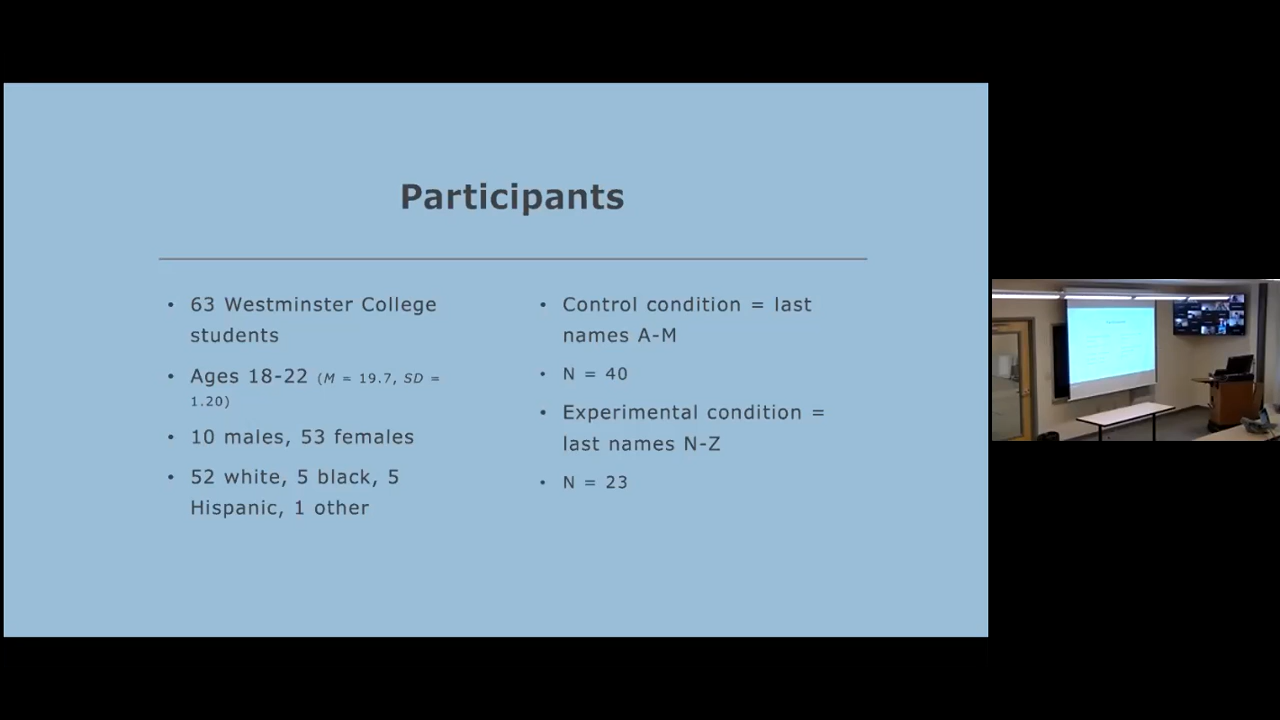 Participants
• 63 Westminster College
students
• Ages 18-22 (M = 19.7, SD =
1.20)
• 10 males, 53 females
• 52 white, 5 black, 5
Hispanic, 1 other
• Control condition = last
names A-M
• N = 40
• Experimental condition =
last names N-Z
• N = 23